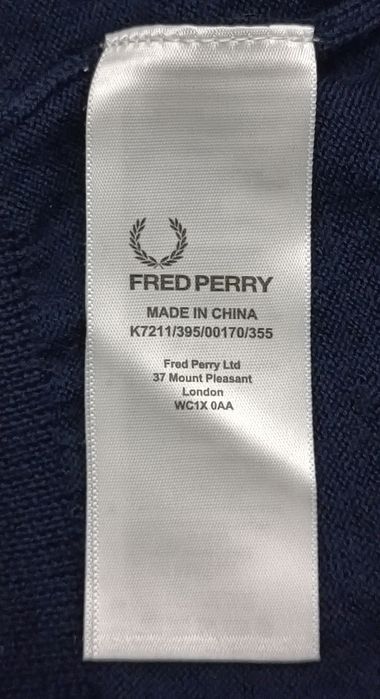 FRED PERRY
MADE IN CHINA
K7211/395/00170/355
Fred Perry Ltd
37 Mount Pleasant
London
WC1X 0AA